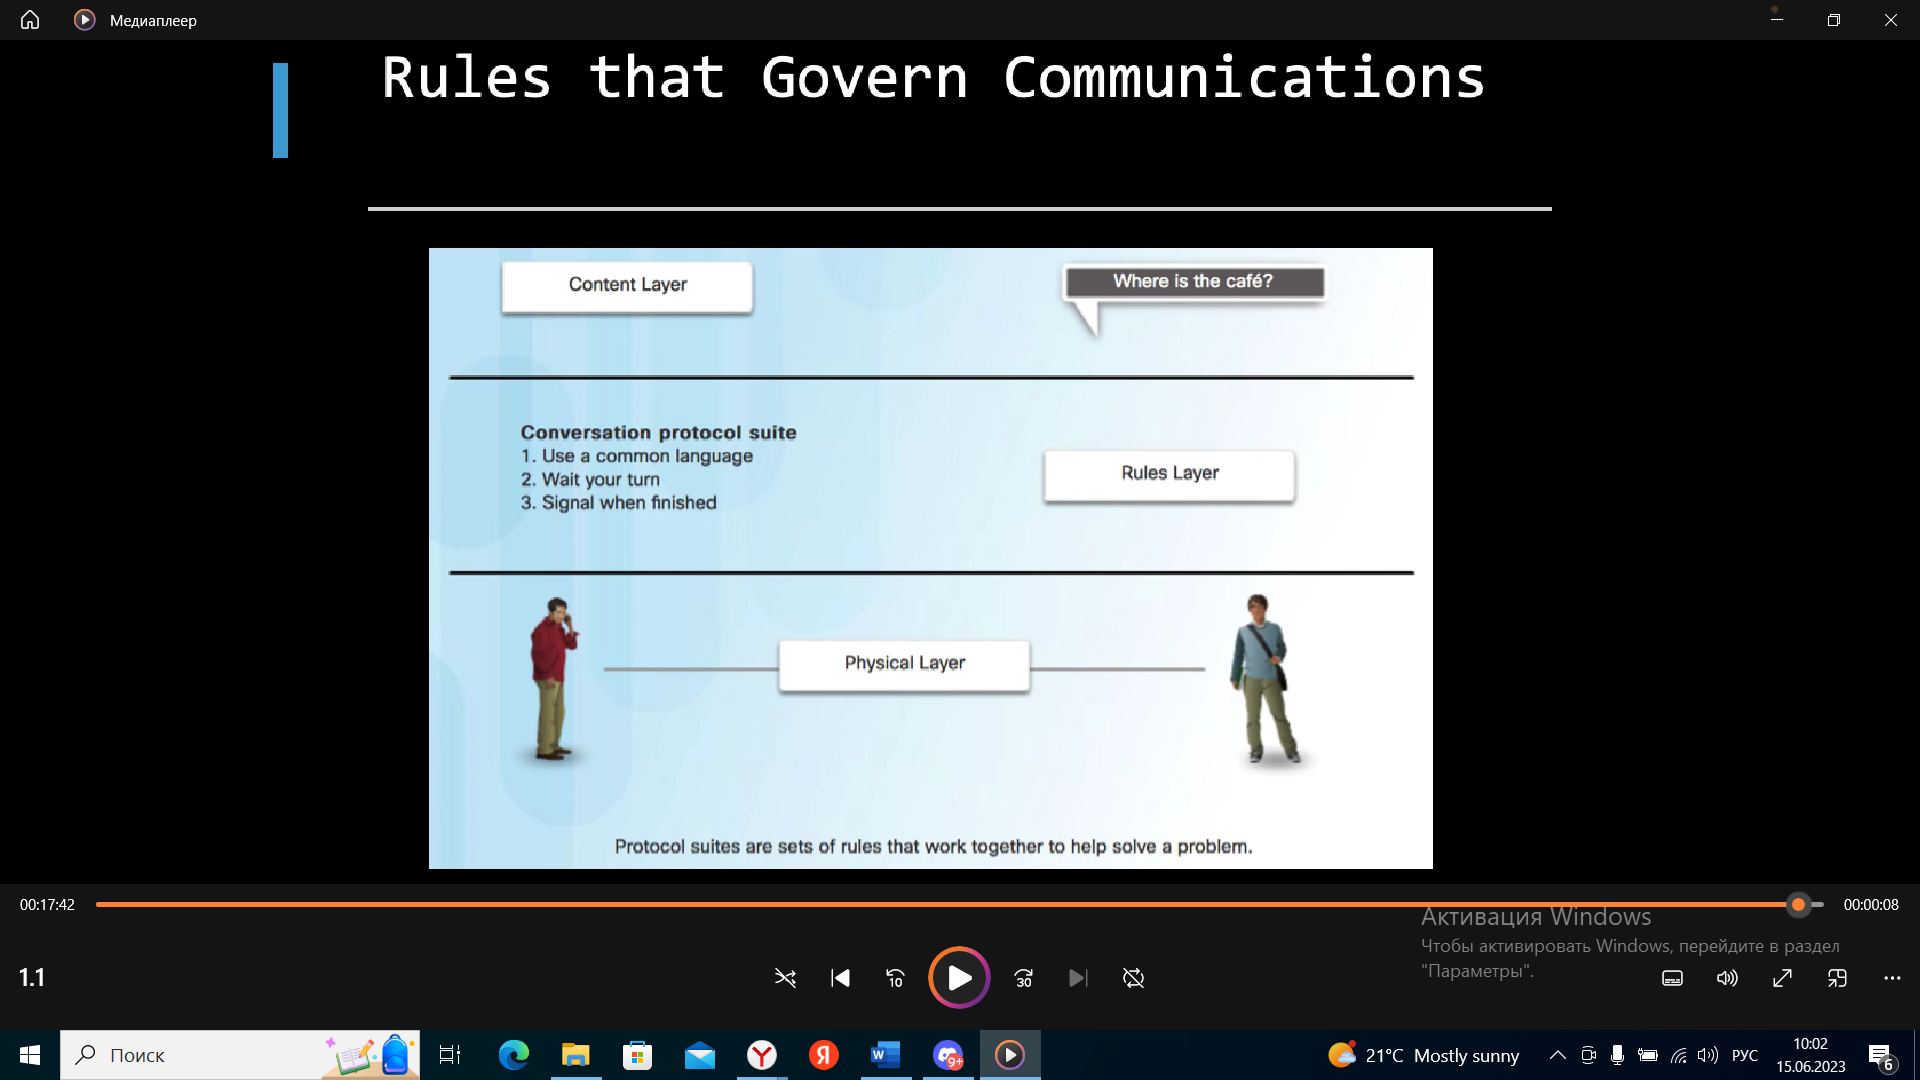 Медиаплеер
Rules that Govern Communications
Content Layer
Where is the café?
Conversation protocol suite
1. Use a common language
2. Wait your turn
3. Signal when finished
Rules Layer
Physical Layer
Protocol suites are sets of rules that work together to help solve a problem.
00:17:42
00:00:08
Активация Windows
Чтобы активировать Windows, перейдите в раздел
"Параметры".
1.1
10
30
Поиск
Y
Я
W
9+
21°C Mostly sunny
РУС
10:02
15.06.2023
6